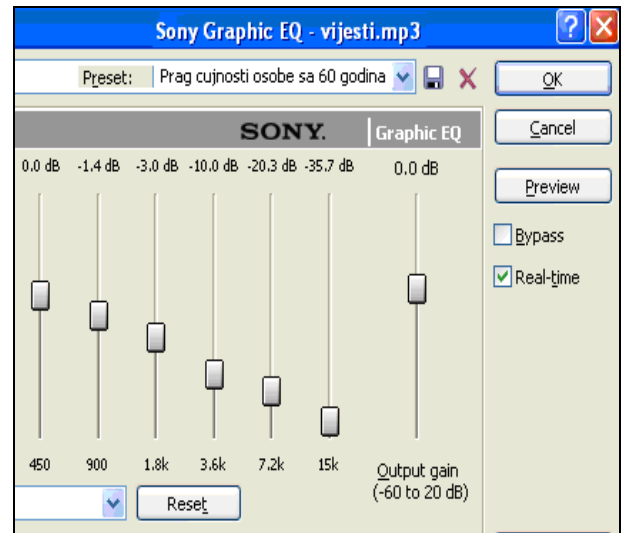 Sony Graphic EQ - vijesti.mp3
Preset: Prag cujnosti osobe sa 60 godina
OK
SONY. Graphic EQ
Cancel
0.0 dB -1.4 dB -3.0 dB -10.0 dB -20.3 dB -35.7 dB 0.0 dB
Preview
Bypass
Real-time
450 900 1.8k 3.6k 7.2k 15k Output gain
(-60 to 20 dB)
Reset